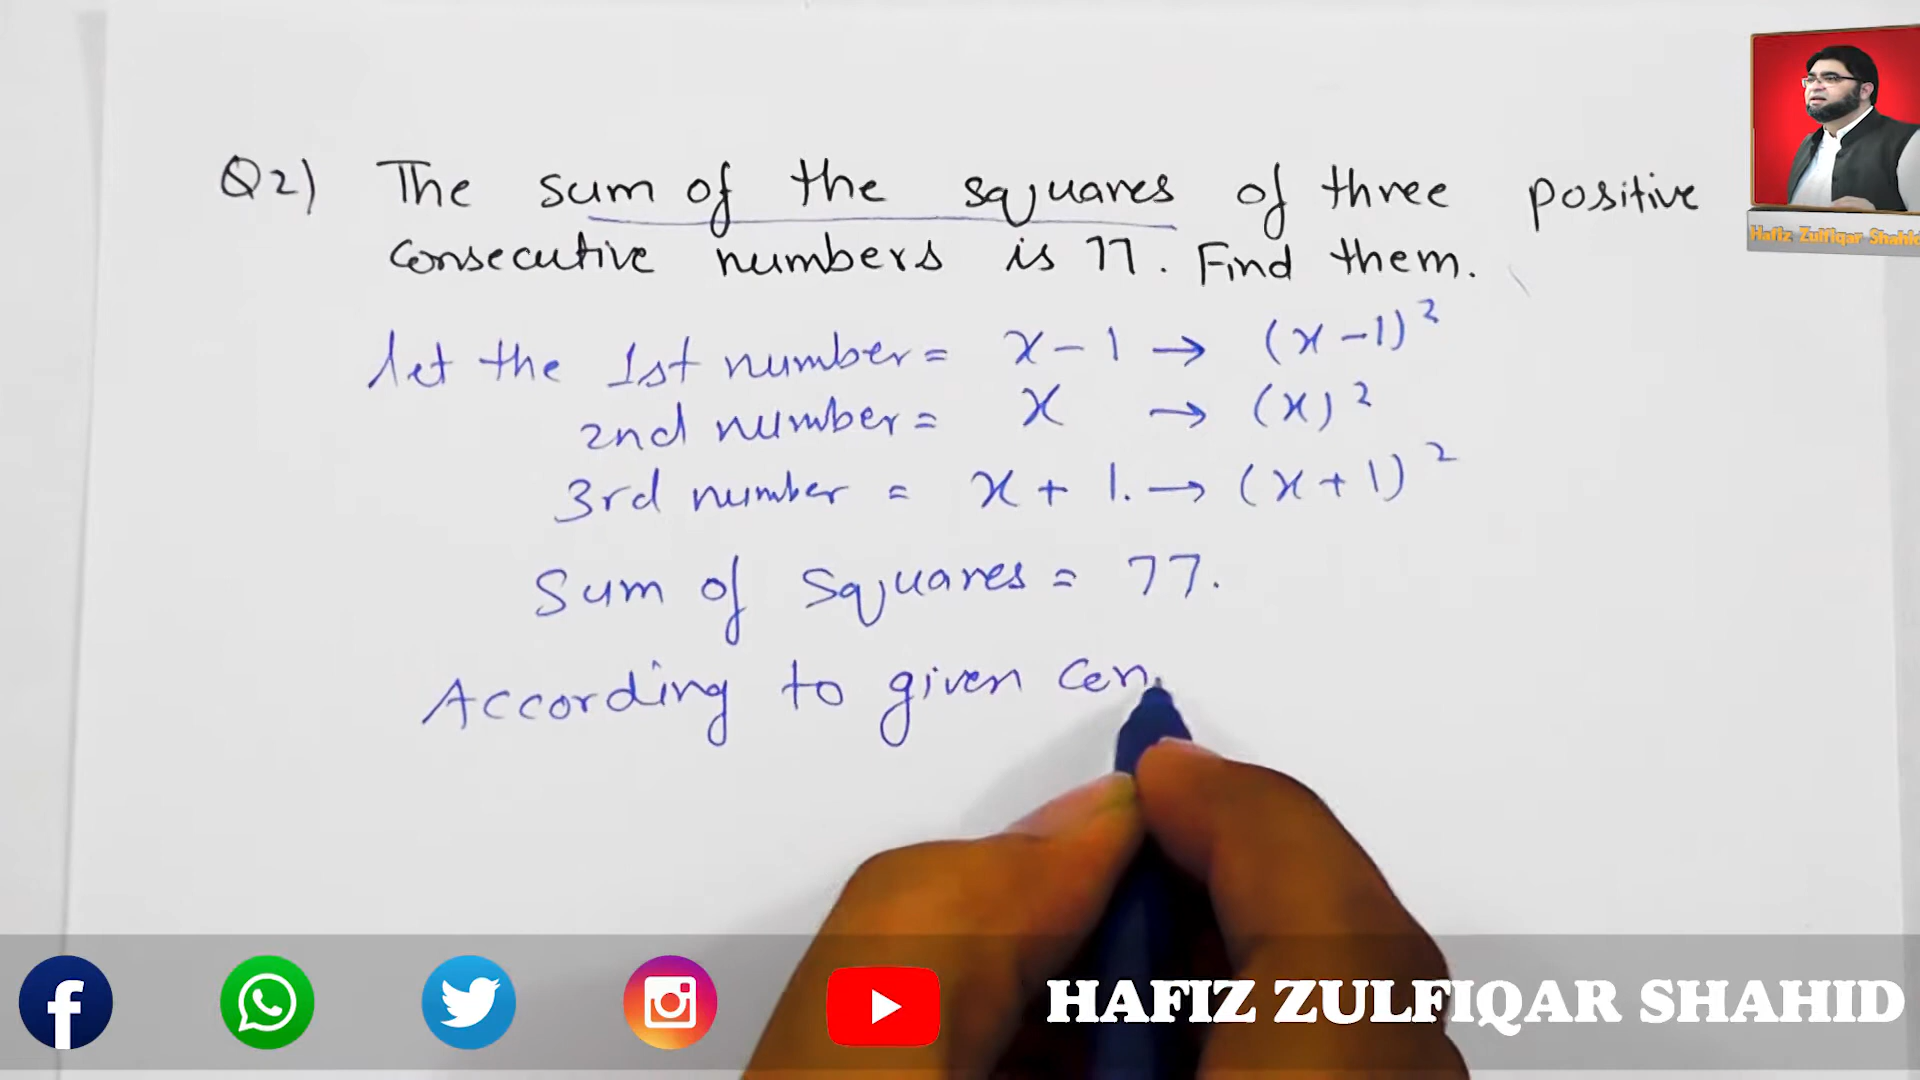 Q2) The sum of the squares of three positive
consecutive numbers is 77. Find them.
let the 1st number = x - 1 → (x - 1)²
2nd number = x → (x)²
3rd number = x + 1. → (x + 1)²
Sum of Squares = 77.
According to given Con
Hafiz Zulfiqar Shahid
HAFIZ ZULFIQAR SHAHID